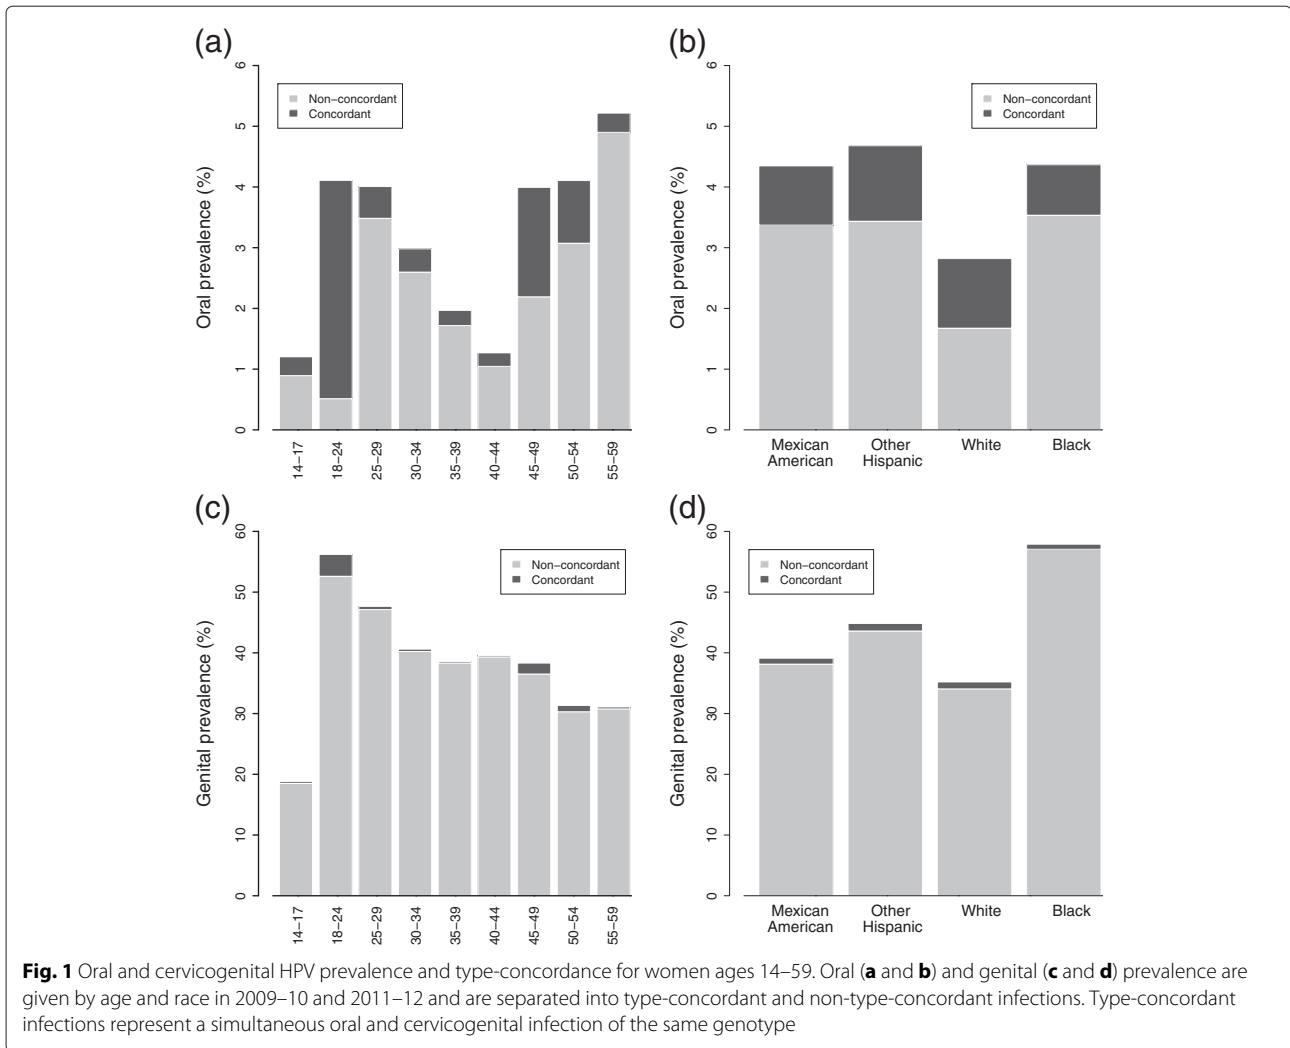 (a)
6
5
4
3
2
1
0
Oral prevalence (%)
Non−concordant
Concordant
14−17
18−24
25−29
30−34
35−39
40−44
45−49
50−54
55−59
(b)
6
5
4
3
2
1
0
Oral prevalence (%)
Non−concordant
Concordant
Mexican
American
Other
Hispanic
White
Black
(c)
60
50
40
30
20
10
0
Genital prevalence (%)
Non−concordant
Concordant
14−17
18−24
25−29
30−34
35−39
40−44
45−49
50−54
55−59
(d)
60
50
40
30
20
10
0
Genital prevalence (%)
Non−concordant
Concordant
Mexican
American
Other
Hispanic
White
Black
Fig. 1 Oral and cervicogenital HPV prevalence and type-concordance for women ages 14–59. Oral (a and b) and genital (c and d) prevalence are
given by age and race in 2009–10 and 2011–12 and are separated into type-concordant and non-type-concordant infections. Type-concordant
infections represent a simultaneous oral and cervicogenital infection of the same genotype